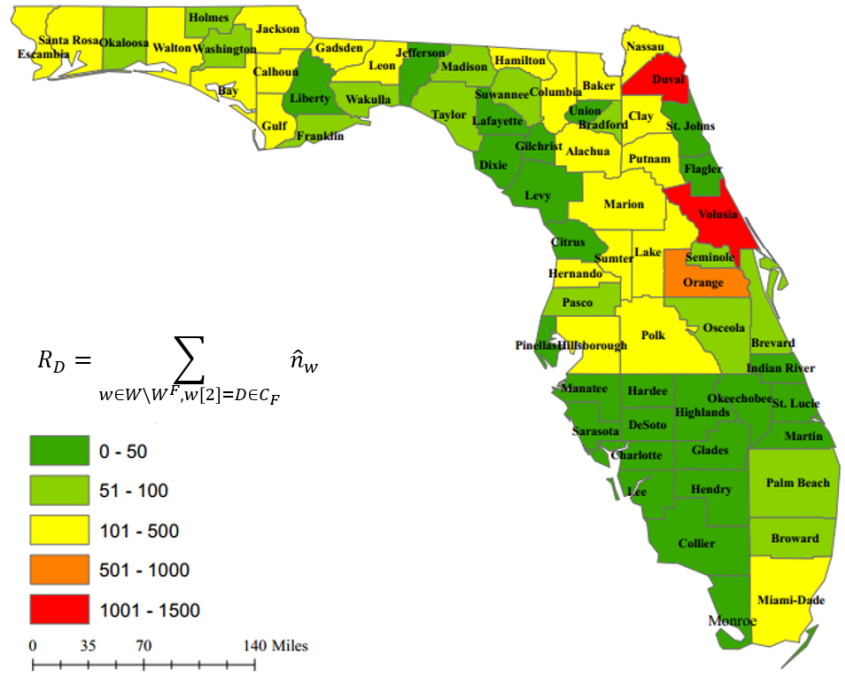 Holmes
Jackson
Santa Rosa Okaloosa Walton Washington
Escambia
Gadsden
Jefferson
Leon
Madison
Hamilton
Nassau
Calhoun
Bay
Liberty
Wakulla
Suwannee Columbia
Baker
Duval
Gulf
Franklin
Taylor
Lafayette
Union
Bradford
Clay
St. Johns
Dixie
Gilchrist
Alachua
Putnam
Flagler
Levy
Marion
Volusia
Citrus
Sumter
Lake
Seminole
Hernando
Orange
Pasco
Osceola
Brevard
Pinellas Hillsborough
Polk
Indian River
R_D = ∑ n̂_w
w∈W\W^F,w[2]=D∈C_F
Manatee
Hardee
Okeechobee
St. Lucie
Highlands
Sarasota
DeSoto
Martin
Charlotte
Glades
Lee
Hendry
Palm Beach
Collier
Broward
Miami-Dade
Monroe
0 - 50
51 - 100
101 - 500
501 - 1000
1001 - 1500
0 35 70 140 Miles